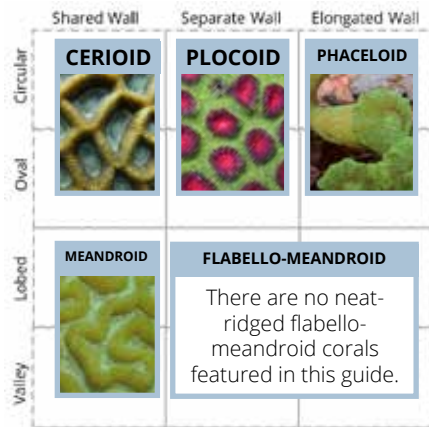 Shared Wall
Separate Wall
Elongated Wall
Circular
Oval
Lobed
Valley
CERIOID
PLOCOID
PHACELOID
MEANDROID
FLABELLO-MEANDROID
There are no neat-
ridged flabello-
meandroid corals
featured in this guide.